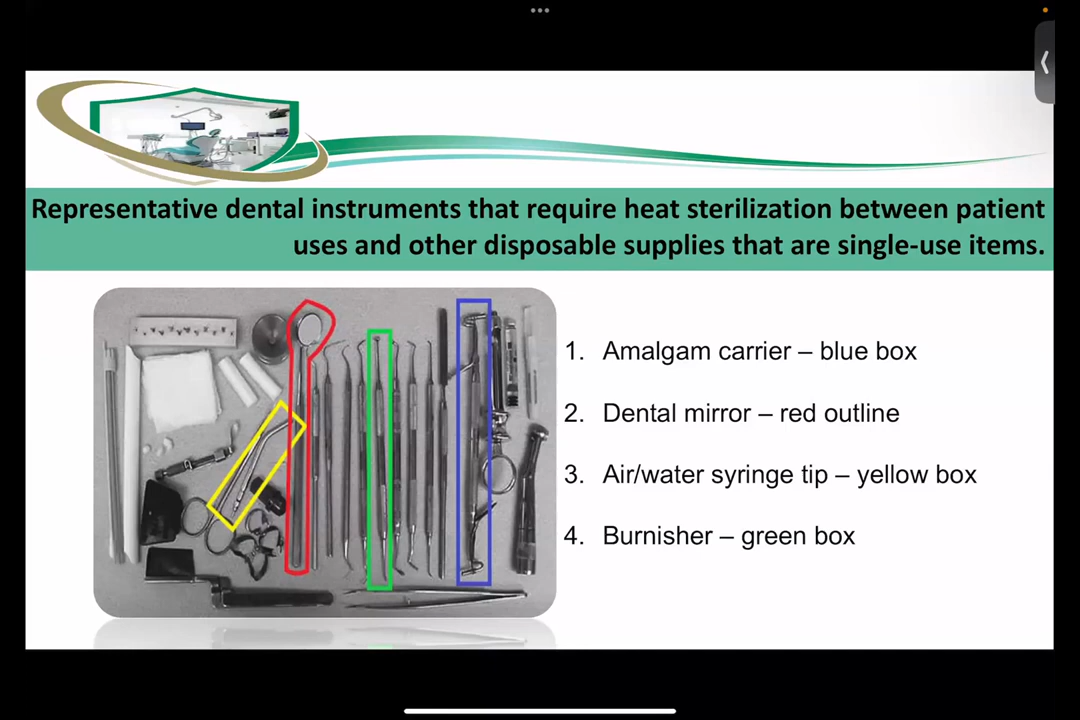 Representative dental instruments that require heat sterilization between patient
uses and other disposable supplies that are single-use items.
1. Amalgam carrier – blue box
2. Dental mirror – red outline
3. Air/water syringe tip – yellow box
4. Burnisher – green box